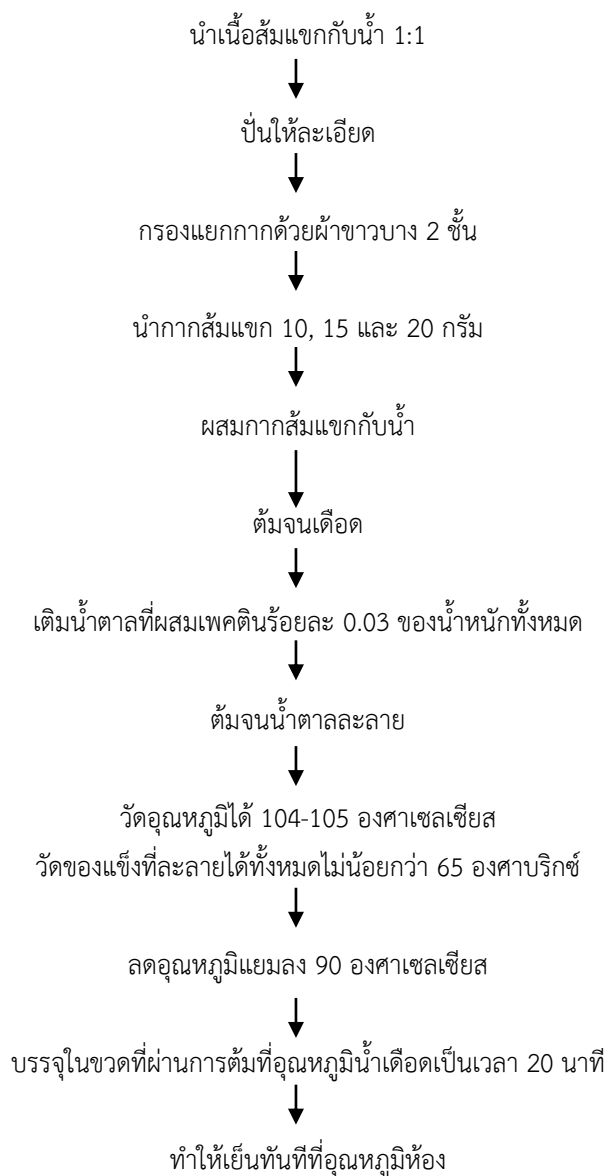 นำเนื้อส้มแขกกับน้ำ 1:1
ปั่นให้ละเอียด
กรองแยกกากด้วยผ้าขาวบาง 2 ชั้น
นำกากส้มแขก 10, 15 และ 20 กรัม
ผสมกากส้มแขกกับน้ำ
ต้มจนเดือด
เติมน้ำตาลที่ผสมเพคตินร้อยละ 0.03 ของน้ำหนักทั้งหมด
ต้มจนน้ำตาลละลาย
วัดอุณหภูมิได้ 104-105 องศาเซลเซียส
วัดของแข็งที่ละลายได้ทั้งหมดไม่น้อยกว่า 65 องศาบริกซ์
ลดอุณหภูมิแยมลง 90 องศาเซลเซียส
บรรจุในขวดที่ผ่านการต้มที่อุณหภูมิน้ำเดือดเป็นเวลา 20 นาที
ทำให้เย็นทันทีที่อุณหภูมิห้อง